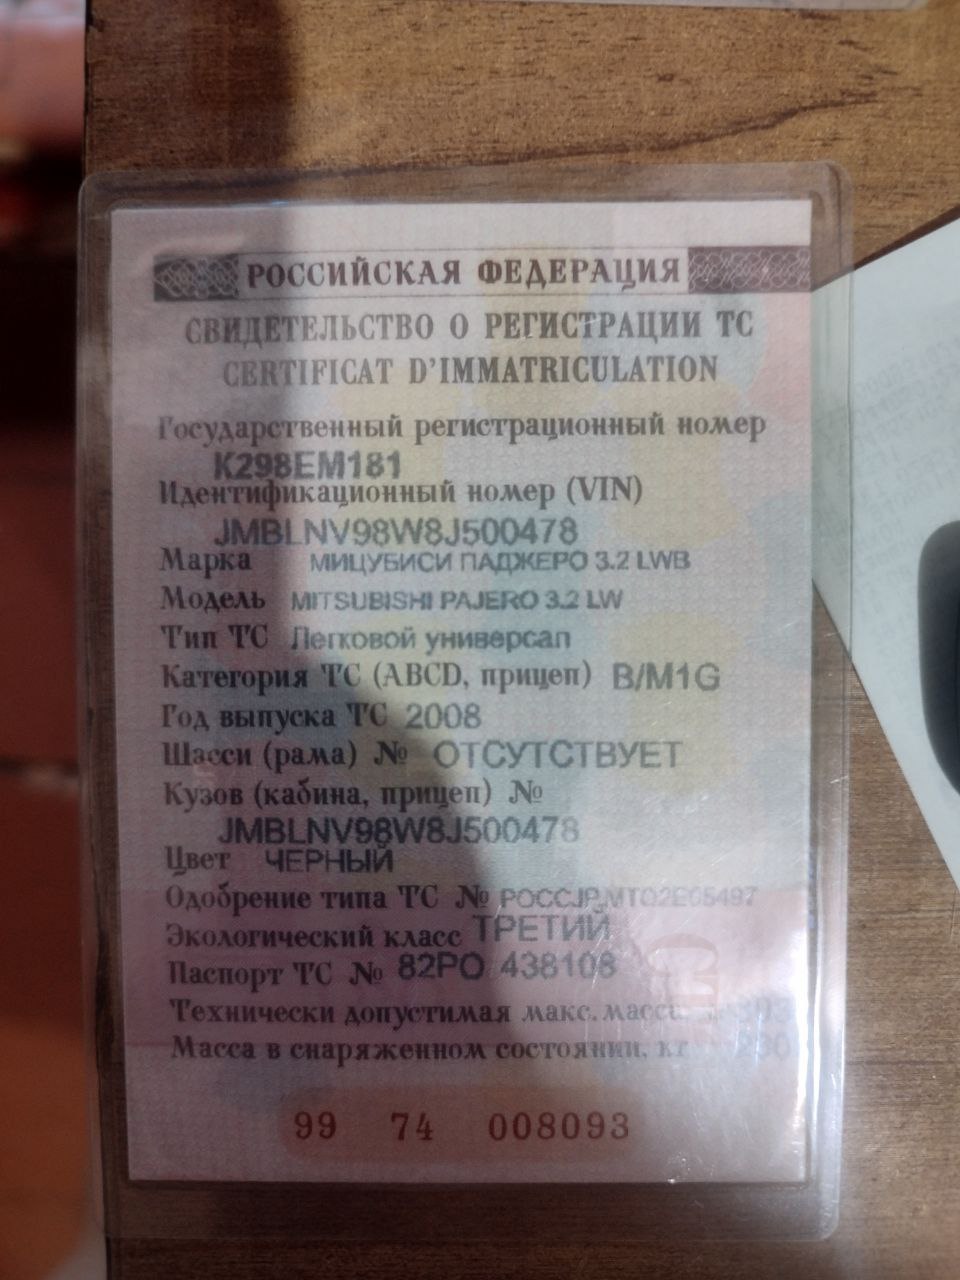 РОССИЙСКАЯ ФЕДЕРАЦИЯ
СВИДЕТЕЛЬСТВО О РЕГИСТРАЦИИ ТС
CERTIFICAT D'IMMATRICULATION
Государственный регистрационный номер
К298ЕМ181
Идентификационный номер (VIN)
JMBLNV98W8J500478
Марка МИЦУБИСИ ПАДЖЕРО 3.2 LWB
Модель MITSUBISHI PAJERO 3.2 LW
Тип ТС Легковой универсал
Категория ТС (ABCD, прицеп) B/M1G
Год выпуска ТС 2008
Шасси (рама) № ОТСУТСТВУЕТ
Кузов (кабина, прицеп) №
JMBLNV98W8J500478
Цвет ЧЕРНЫЙ
Одобрение типа ТС №
Экологический класс ТРЕТИЙ
Паспорт ТС № 82РО 438108
Технически допустимая макс. масса,
Масса в снаряженном состоянии, кг
99 74 008093